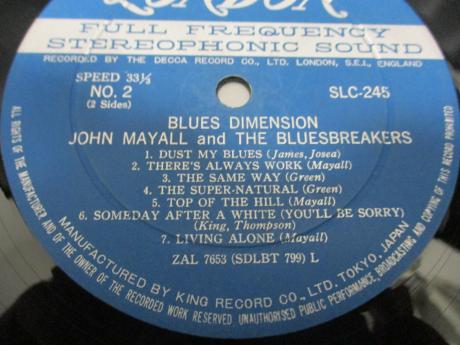 LONDON
FULL FREQUENCY
STEREOPHONIC SOUND
RECORDED BY THE DECCA RECORD CO., LTD. LONDON, S.E.I., ENGLAND
SPEED 33⅓
NO. 2
(2 Sides)
SLC-245
BLUES DIMENSION
JOHN MAYALL and THE BLUESBREAKERS
1. DUST MY BLUES (James, Josea)
2. THERE'S ALWAYS WORK (Mayall)
3. THE SAME WAY (Green)
4. THE SUPER-NATURAL (Green)
5. TOP OF THE HILL (Mayall)
6. SOMEDAY AFTER A WHITE (YOU'LL BE SORRY)
(King, Thompson)
7. LIVING ALONE (Mayall)
ZAL 7653 (SDLBT 799) L
MANUFACTURED BY KING RECORD CO., LTD. TOKYO, JAPAN
ALL RIGHTS OF THE MANUFACTURER AND OF THE OWNER OF THE RECORDED WORK RESERVED UNAUTHORISED PUBLIC PERFORMANCE, BROADCASTING AND COPYING OF THIS RECORD PROHIBITED